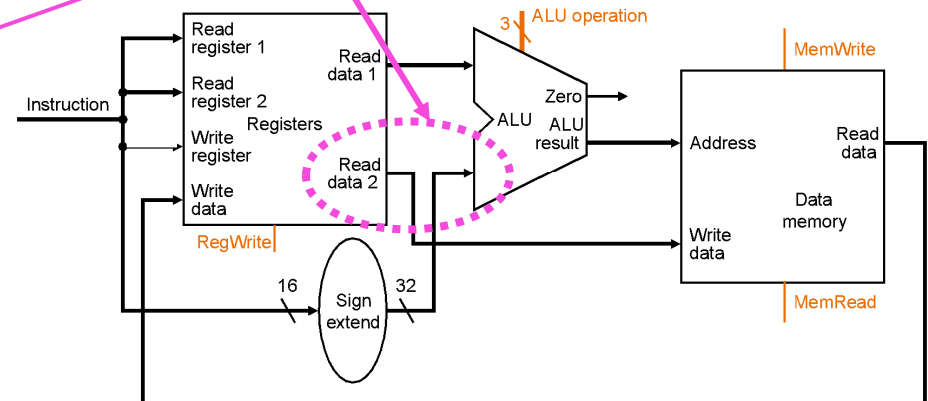 Instruction
Read
register 1
Read
register 2
Write
register
Write
data
Registers
Read
data 1
Read
data 2
RegWrite
16
Sign
extend
32
3
ALU operation
ALU
Zero
ALU
result
MemWrite
Address
Read
data
Data
memory
Write
data
MemRead